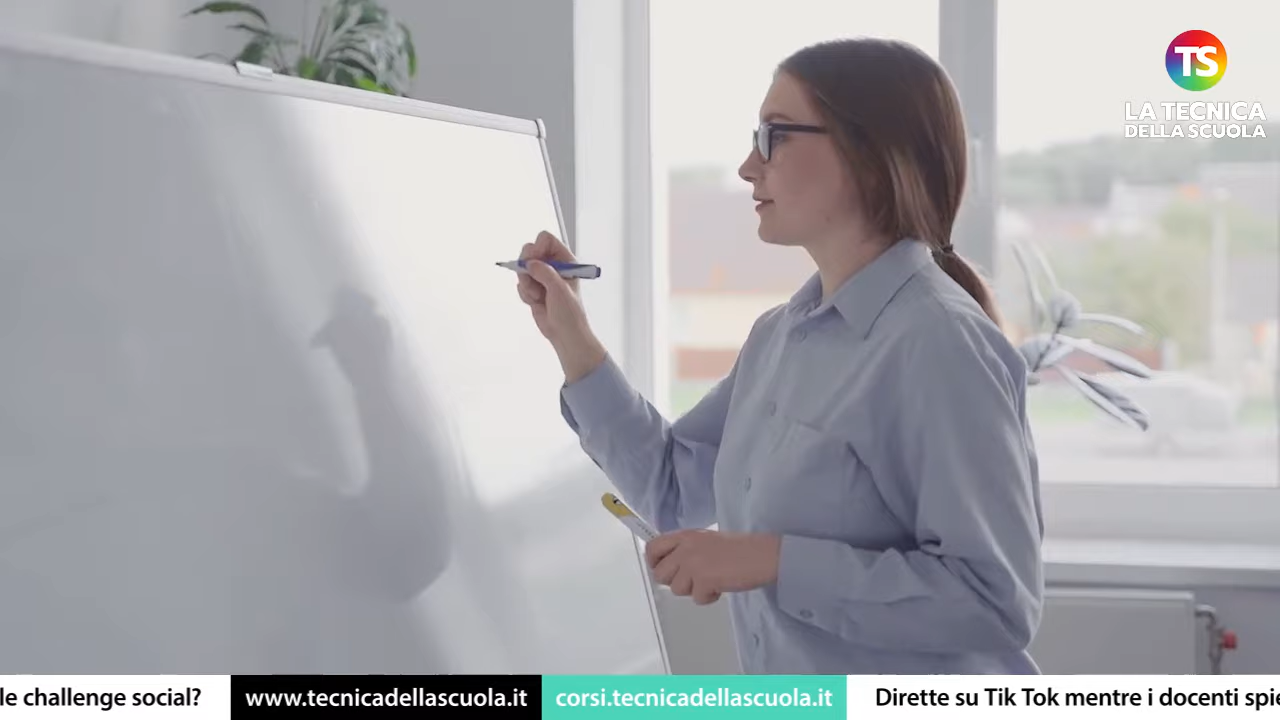 TS
LA TECNICA
DELLA SCUOLA
le challenge social? www.tecnicadellascuola.it corsi.tecnicadellascuola.it Dirette su Tik Tok mentre i docenti spie